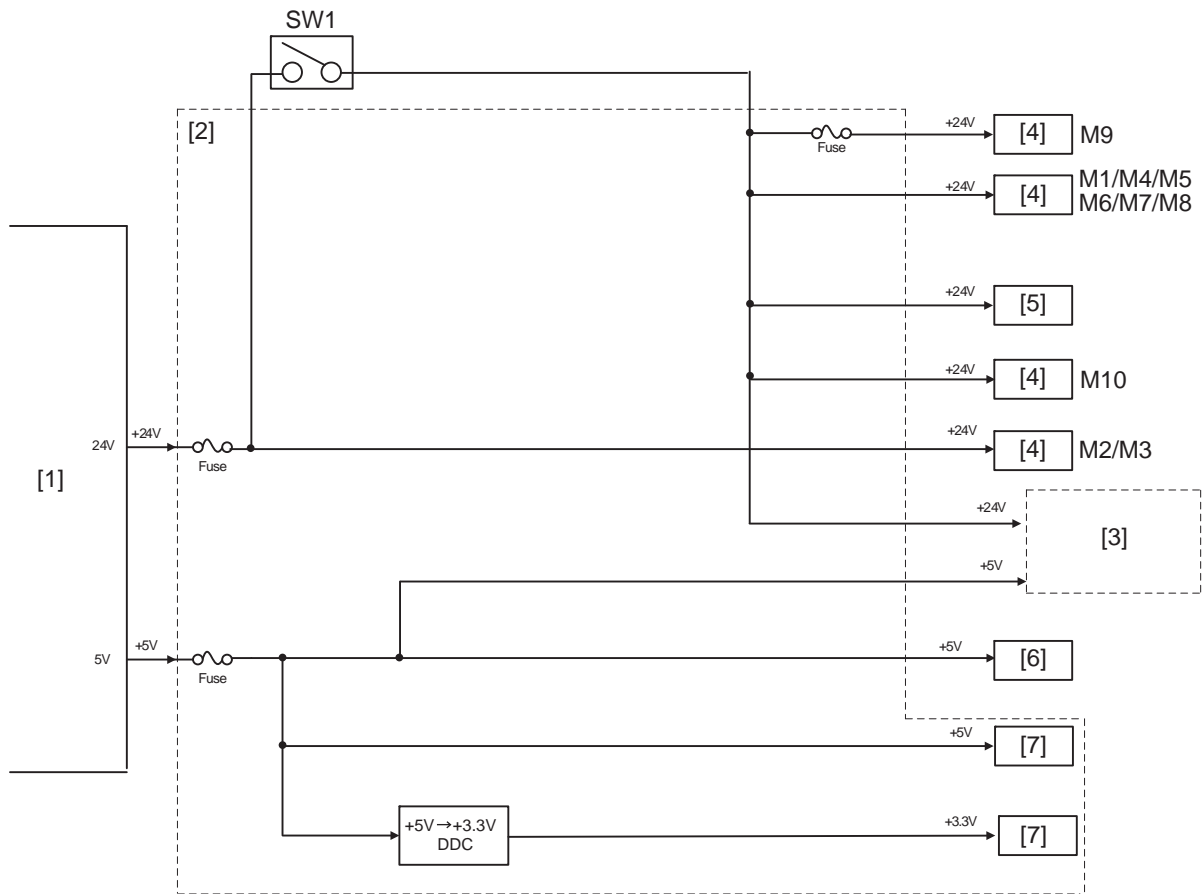 SW1
[2]
Fuse
+24V
[4]
M9
+24V
[4]
M1/M4/M5
M6/M7/M8
+24V
[5]
+24V
[4]
M10
[1]
24V
+24V
Fuse
+24V
[4]
M2/M3
+24V
[3]
+5V
5V
+5V
Fuse
+5V
[6]
+5V
[7]
+5V→+3.3V
DDC
+3.3V
[7]